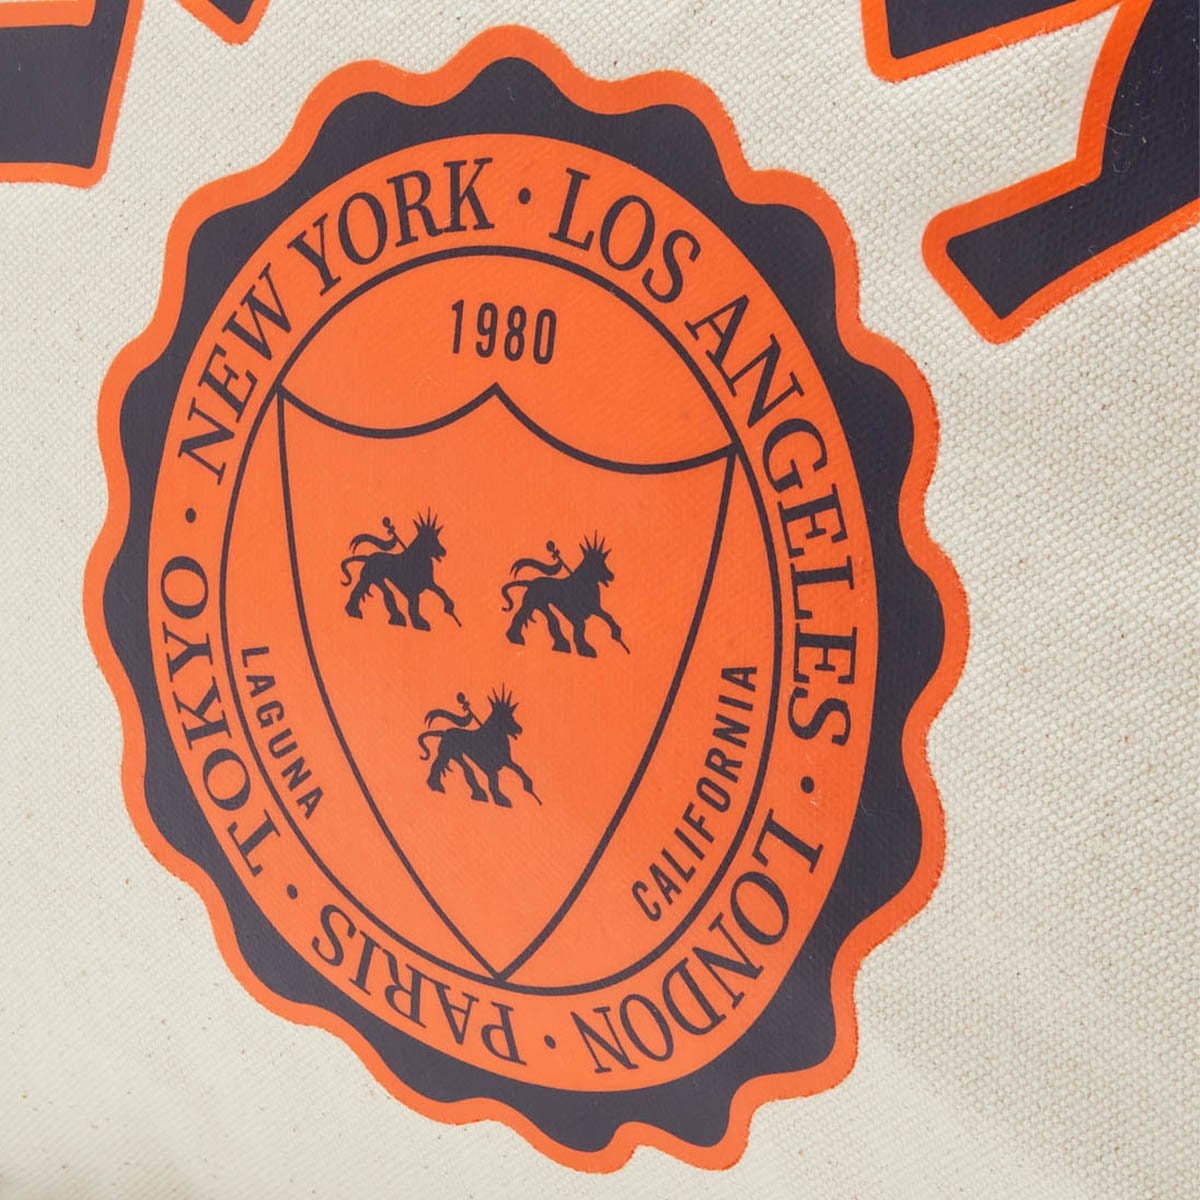 NEW YORK · LOS ANGELES · LONDON · PARIS · TOKYO ·
1980
LAGUNA
CALIFORNIA